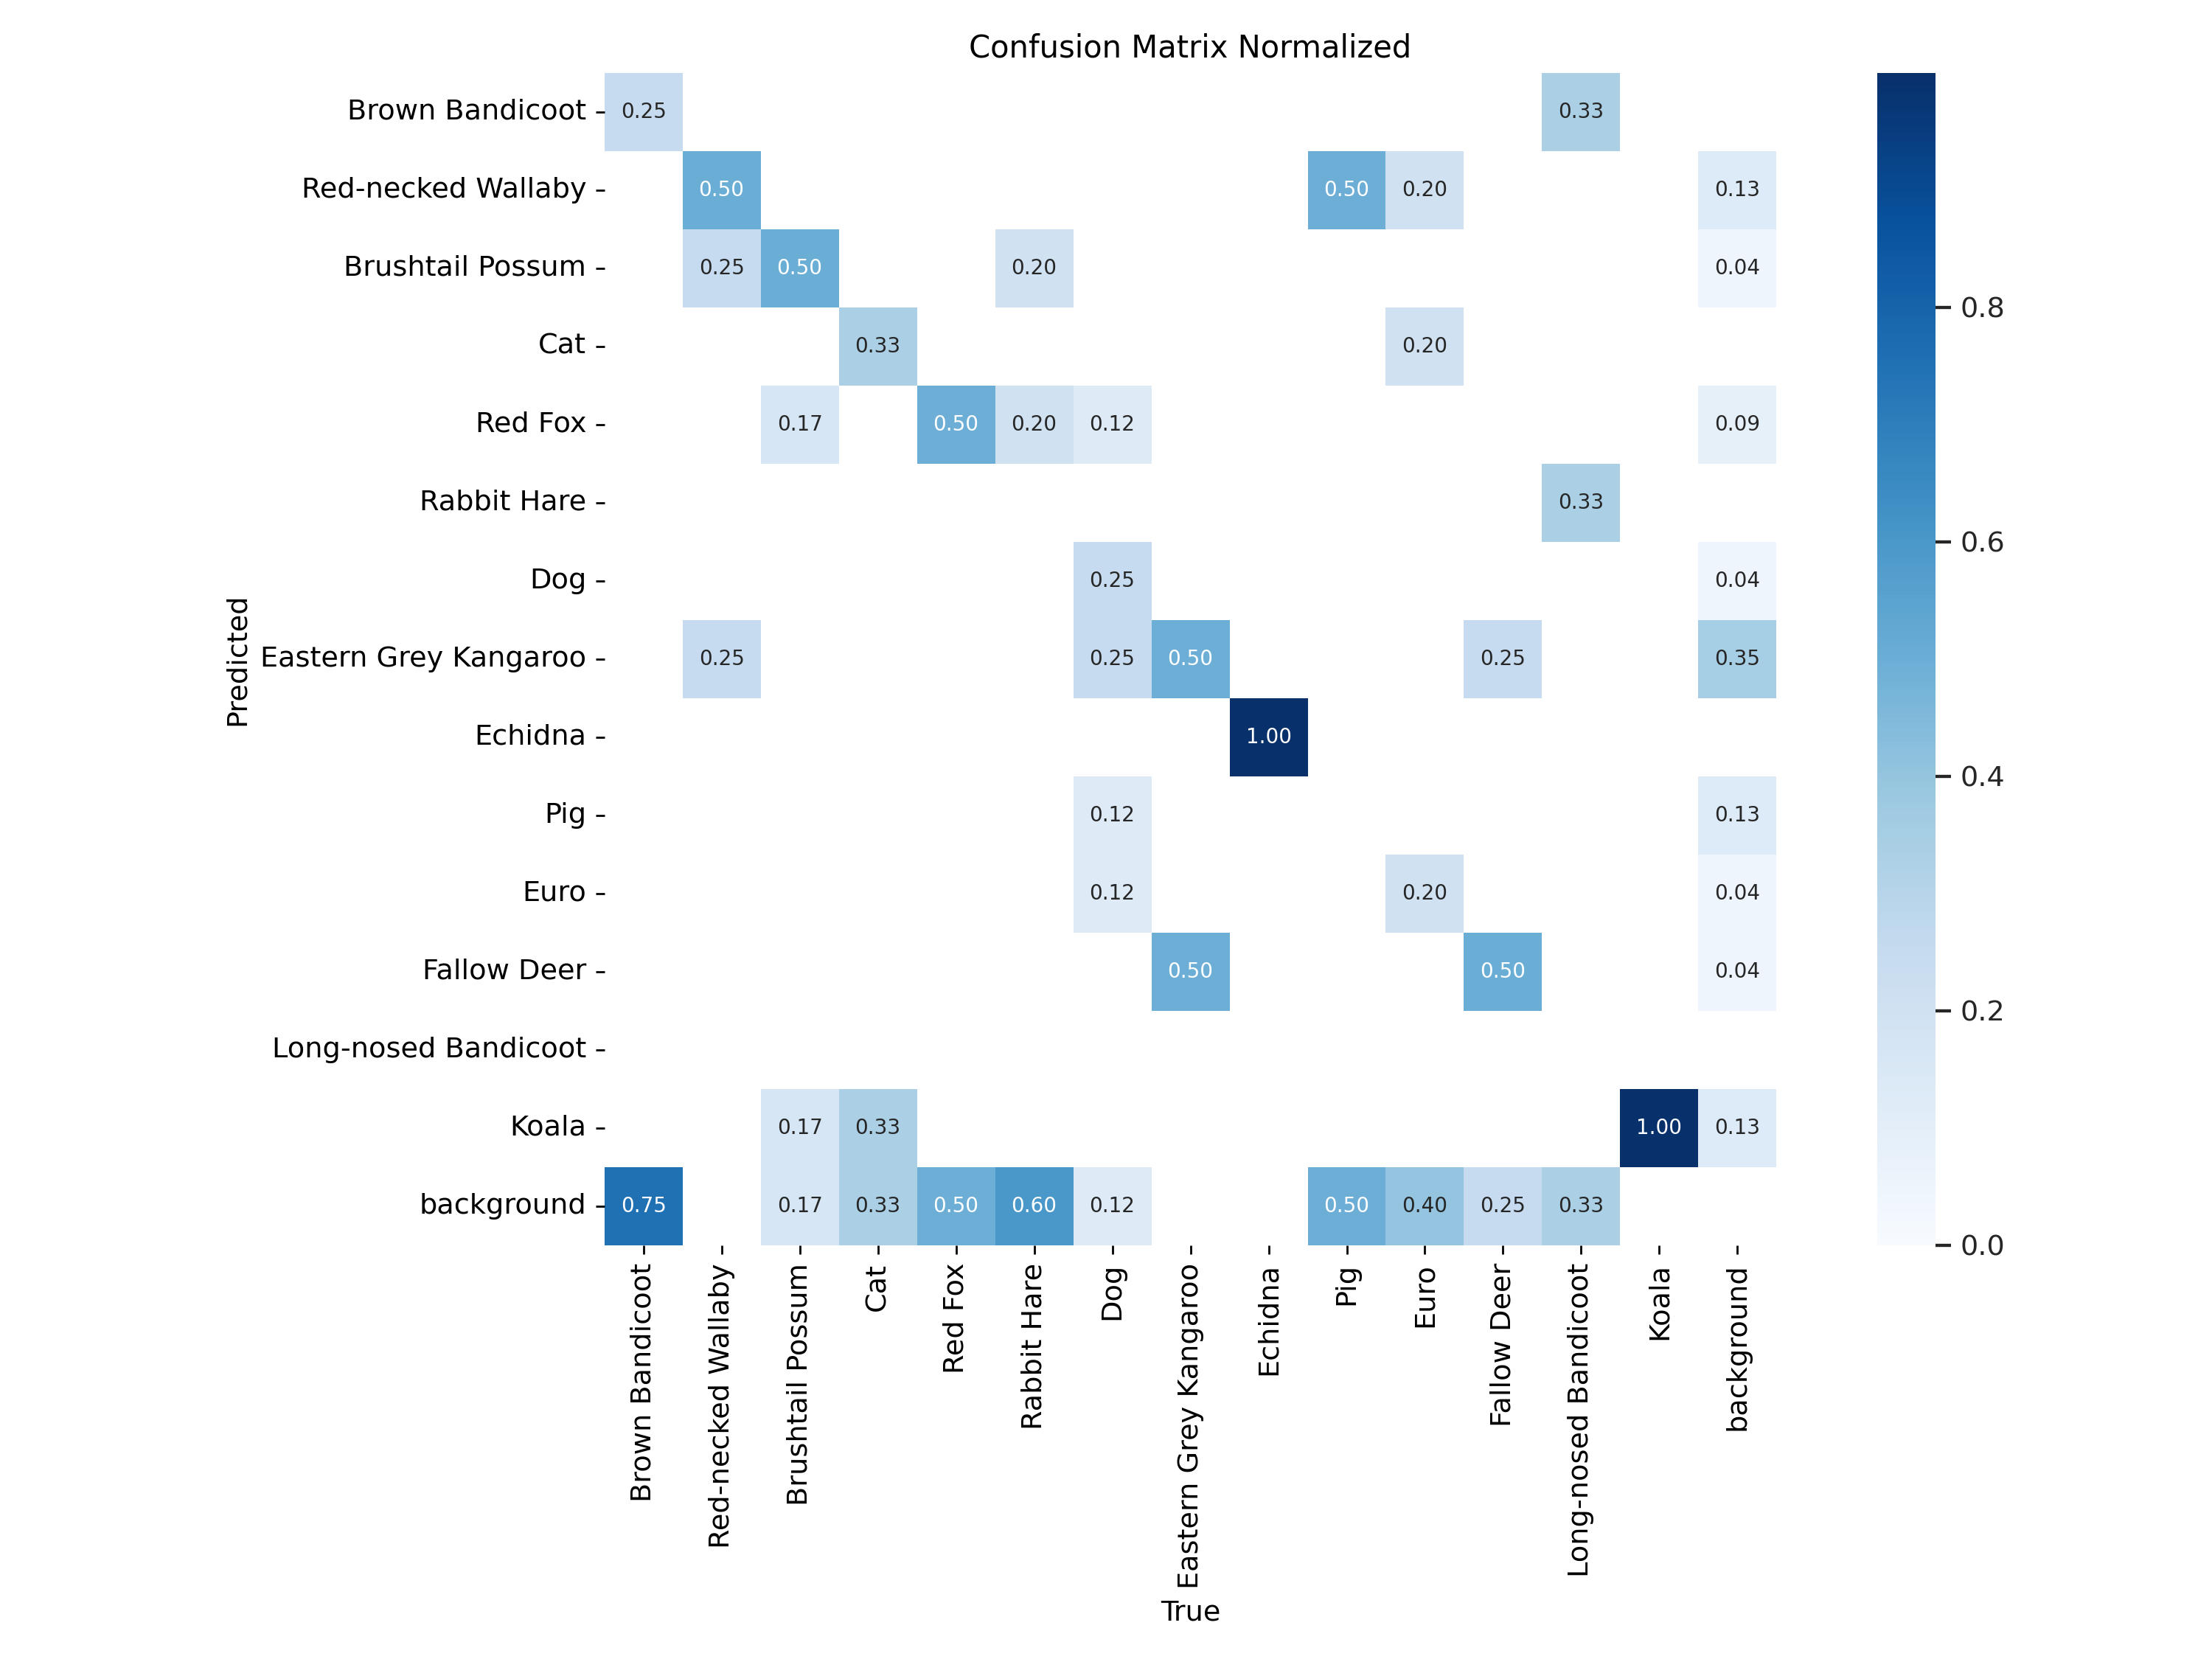 Confusion Matrix Normalized
Brown Bandicoot 0.25 0.33
Red-necked Wallaby 0.50 0.50 0.20 0.13
Brushtail Possum 0.25 0.50 0.20 0.04
0.8
Cat 0.33 0.20
Red Fox 0.17 0.50 0.20 0.12 0.09
Rabbit Hare 0.33
0.6
Dog 0.25 0.04
Predicted
Eastern Grey Kangaroo 0.25 0.25 0.50 0.25 0.35
Echidna 1.00
0.4
Pig 0.12 0.13
Euro 0.12 0.20 0.04
Fallow Deer 0.50 0.50 0.04
0.2
Long-nosed Bandicoot
Koala 0.17 0.33 1.00 0.13
background 0.75 0.17 0.33 0.50 0.60 0.12 0.50 0.40 0.25 0.33
0.0
Brown Bandicoot
Red-necked Wallaby
Brushtail Possum
Cat
Red Fox
Rabbit Hare
Dog
Eastern Grey Kangaroo
Echidna
Pig
Euro
Fallow Deer
Long-nosed Bandicoot
Koala
background
True